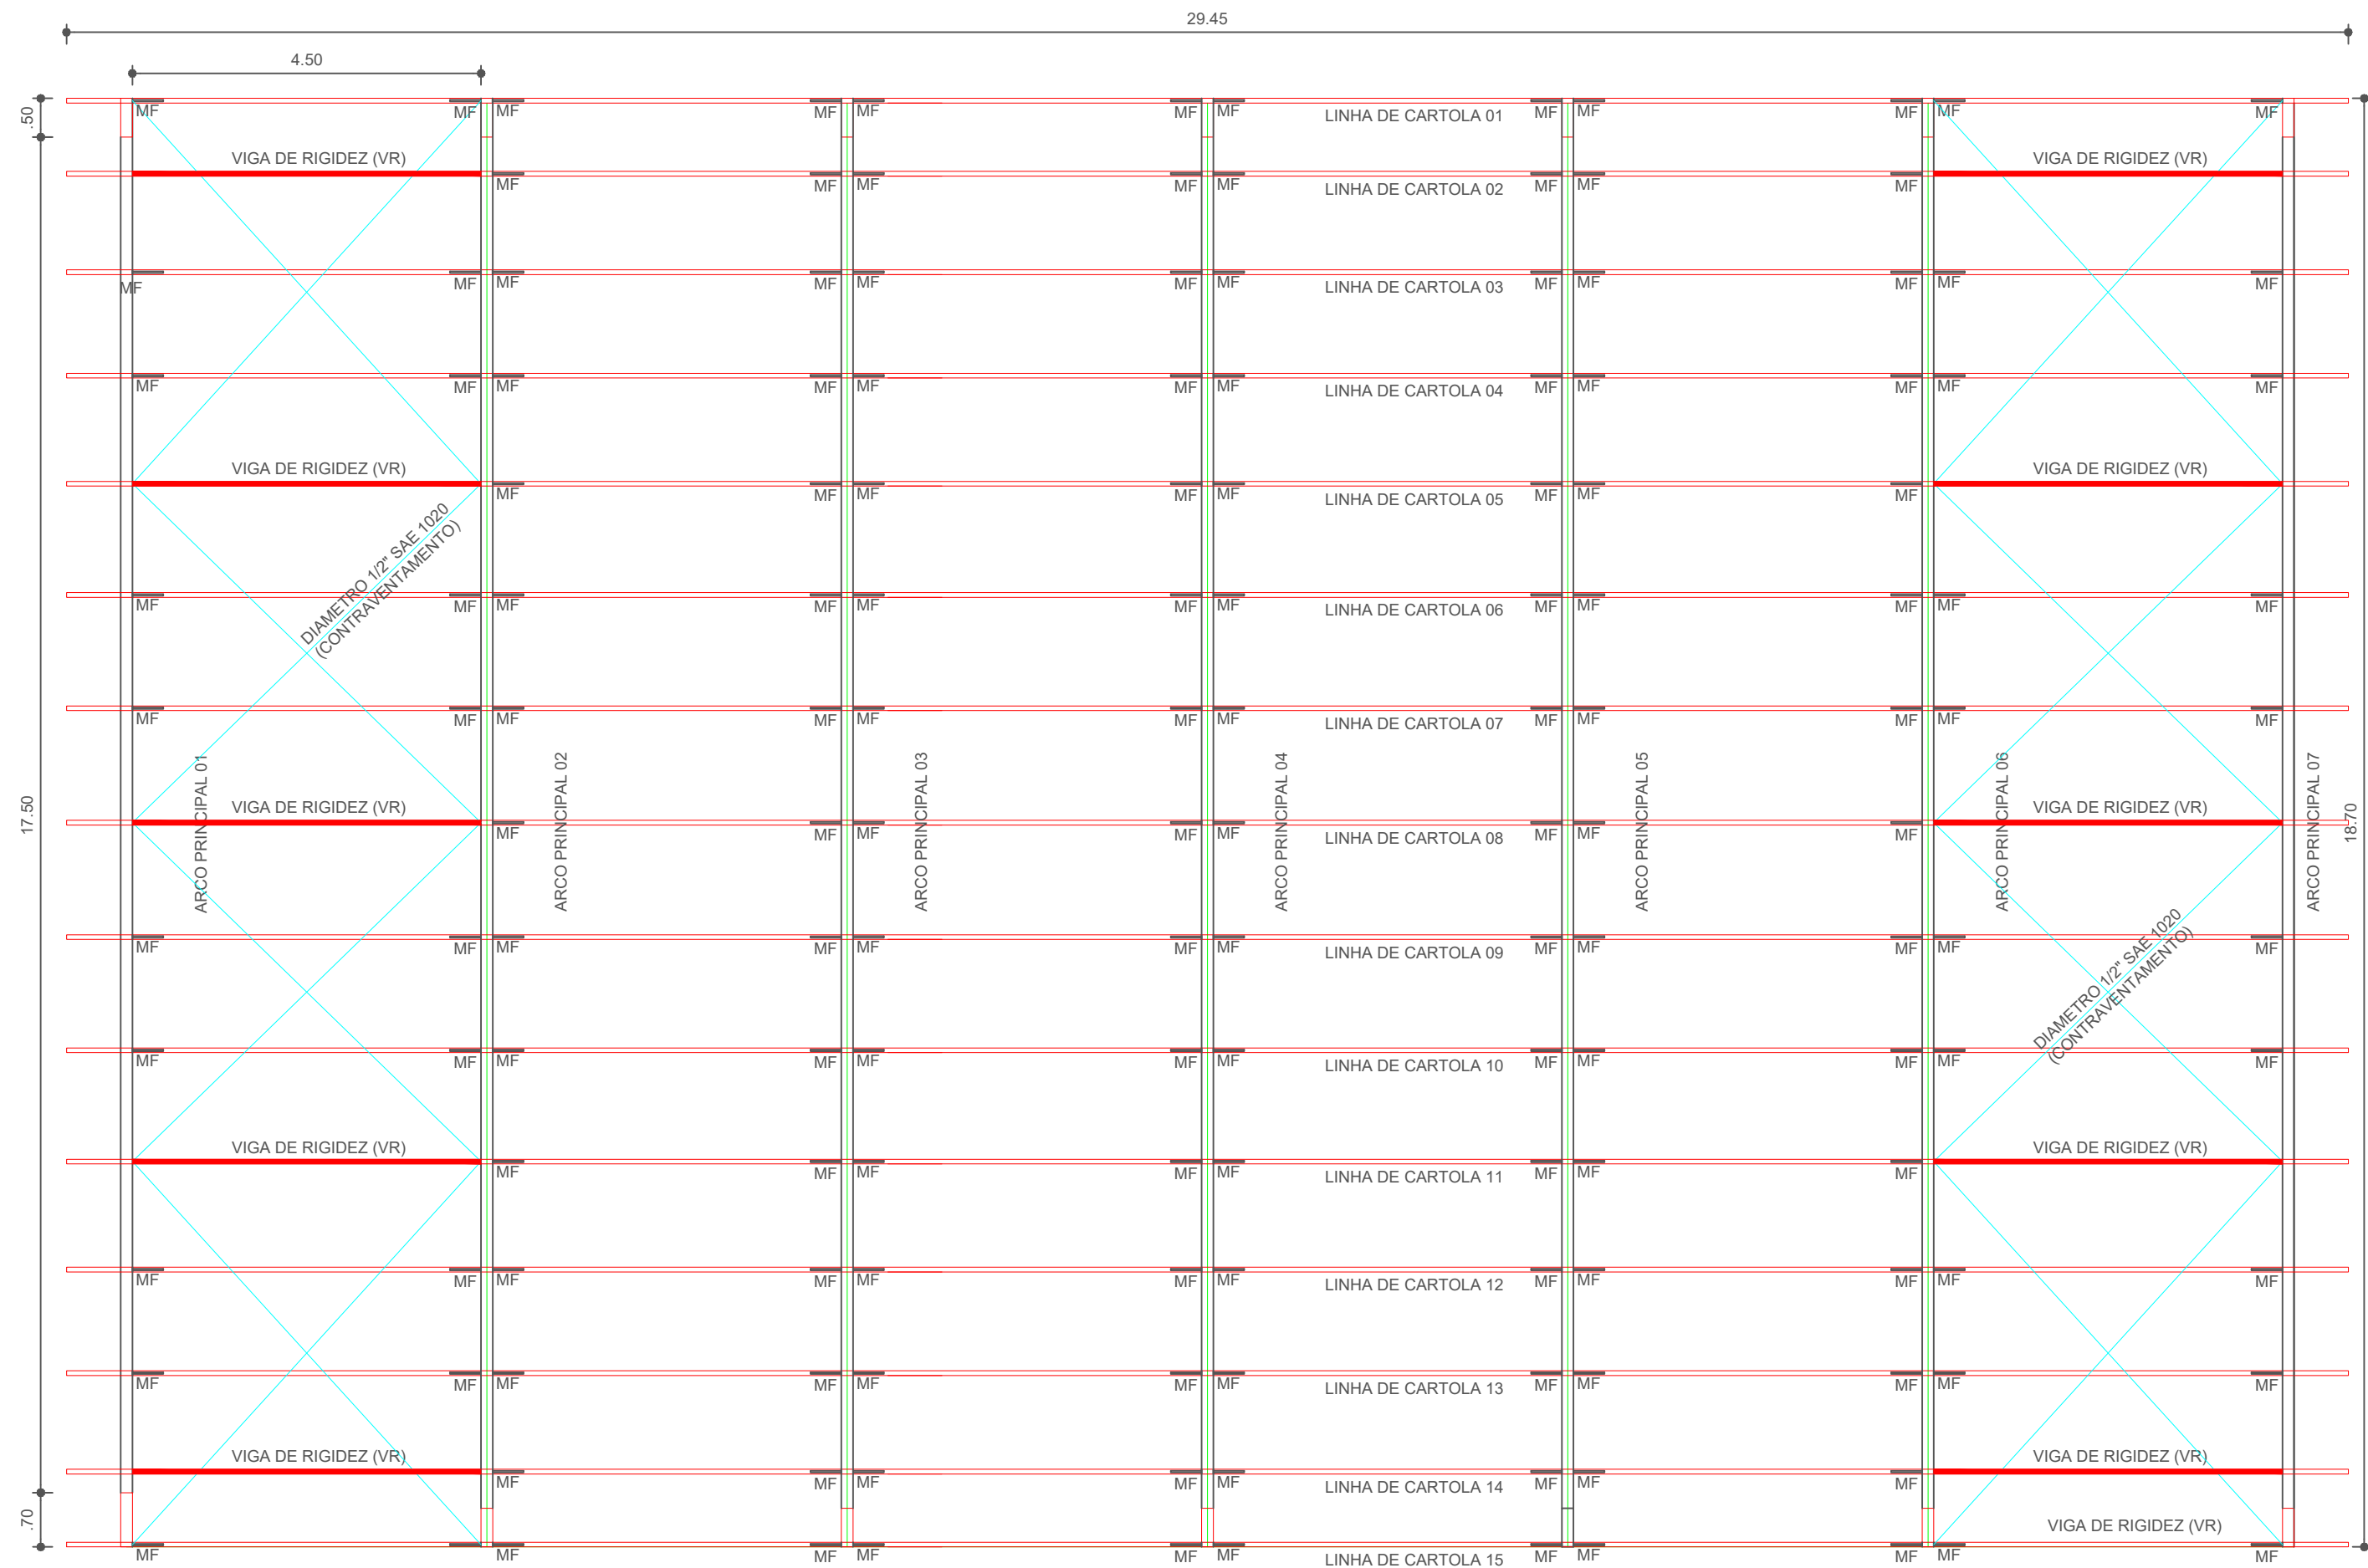 29.45
4.50
.50
MF MF MF MF MF MF MF LINHA DE CARTOLA 01 MF MF MF MF MF
VIGA DE RIGIDEZ (VR) VIGA DE RIGIDEZ (VR)
MF MF MF MF MF LINHA DE CARTOLA 02 MF MF MF
MF MF MF MF MF MF MF LINHA DE CARTOLA 03 MF MF MF MF MF
MF MF MF MF MF MF MF LINHA DE CARTOLA 04 MF MF MF MF MF
VIGA DE RIGIDEZ (VR) VIGA DE RIGIDEZ (VR)
MF MF MF MF MF LINHA DE CARTOLA 05 MF MF MF
DIAMETRO 1/2" SAE 1020
(CONTRAVENTAMENTO)
MF MF MF MF MF MF MF LINHA DE CARTOLA 06 MF MF MF MF MF
MF MF MF MF MF MF MF LINHA DE CARTOLA 07 MF MF MF MF MF
17.50
ARCO PRINCIPAL 01
ARCO PRINCIPAL 02
ARCO PRINCIPAL 03
ARCO PRINCIPAL 04
ARCO PRINCIPAL 05
ARCO PRINCIPAL 06
ARCO PRINCIPAL 07
18.70
VIGA DE RIGIDEZ (VR) VIGA DE RIGIDEZ (VR)
MF MF MF MF MF LINHA DE CARTOLA 08 MF MF MF
MF MF MF MF MF MF MF LINHA DE CARTOLA 09 MF MF MF MF MF
DIAMETRO 1/2" SAE 1020
(CONTRAVENTAMENTO)
MF MF MF MF MF MF MF LINHA DE CARTOLA 10 MF MF MF MF MF
VIGA DE RIGIDEZ (VR) VIGA DE RIGIDEZ (VR)
MF MF MF MF MF LINHA DE CARTOLA 11 MF MF MF
MF MF MF MF MF MF MF LINHA DE CARTOLA 12 MF MF MF MF MF
MF MF MF MF MF MF MF LINHA DE CARTOLA 13 MF MF MF MF MF
VIGA DE RIGIDEZ (VR) VIGA DE RIGIDEZ (VR)
MF MF MF MF MF LINHA DE CARTOLA 14 MF MF MF
.70
VIGA DE RIGIDEZ (VR)
MF MF MF MF MF MF LINHA DE CARTOLA 15 MF MF MF MF MF